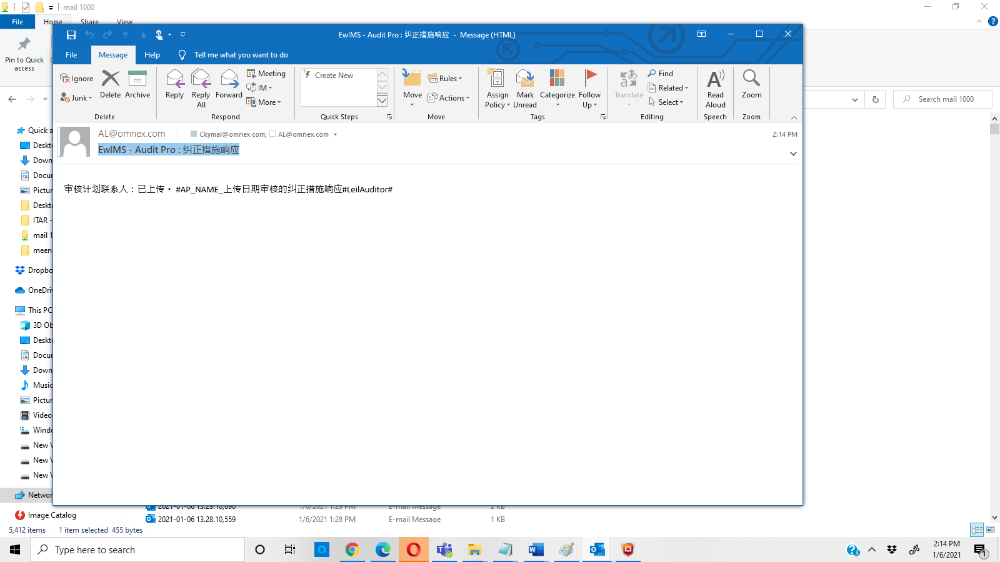 mail 1000
File Home Share View
EwIMS - Audit Pro : 纠正措施响应 - Message (HTML)
File Message Help Tell me what you want to do
Pin to Quick access
Ignore
Junk
Delete
Archive
Delete
Reply
Reply All
Forward
Meeting
IM
More
Respond
Create New
Quick Steps
Move
Rules
Actions
Move
Assign Policy
Mark Unread
Categorize
Follow Up
Tags
Translate
Find
Related
Select
Editing
Read Aloud
Speech
Zoom
Zoom
Search mail 1000
AL@omnex.com Ckymal@omnex.com; AL@omnex.com 2:14 PM
EwIMS - Audit Pro : 纠正措施响应
审核计划联系人：已上传。 #AP_NAME_上传日期审核的纠正措施响应#LeilAuditor#
Quick a
Deskt
Down
Docu
Pictur
Deskt
ITAR -
mail 1
meen
Dropbo
OneDri
This PC
3D Ob
Deskt
Docu
Down
Music
Pictur
Video
Windo
New V
New V
New V
Networ
Image Catalog
2021-01-06 13.29.10,690 1/6/2021 1:29 PM E-mail Message 2 KB
2021-01-06 13.28.10,559 1/6/2021 1:28 PM E-mail Message 1 KB
5,412 items 1 item selected 455 bytes
Type here to search
2:14 PM
1/6/2021
1